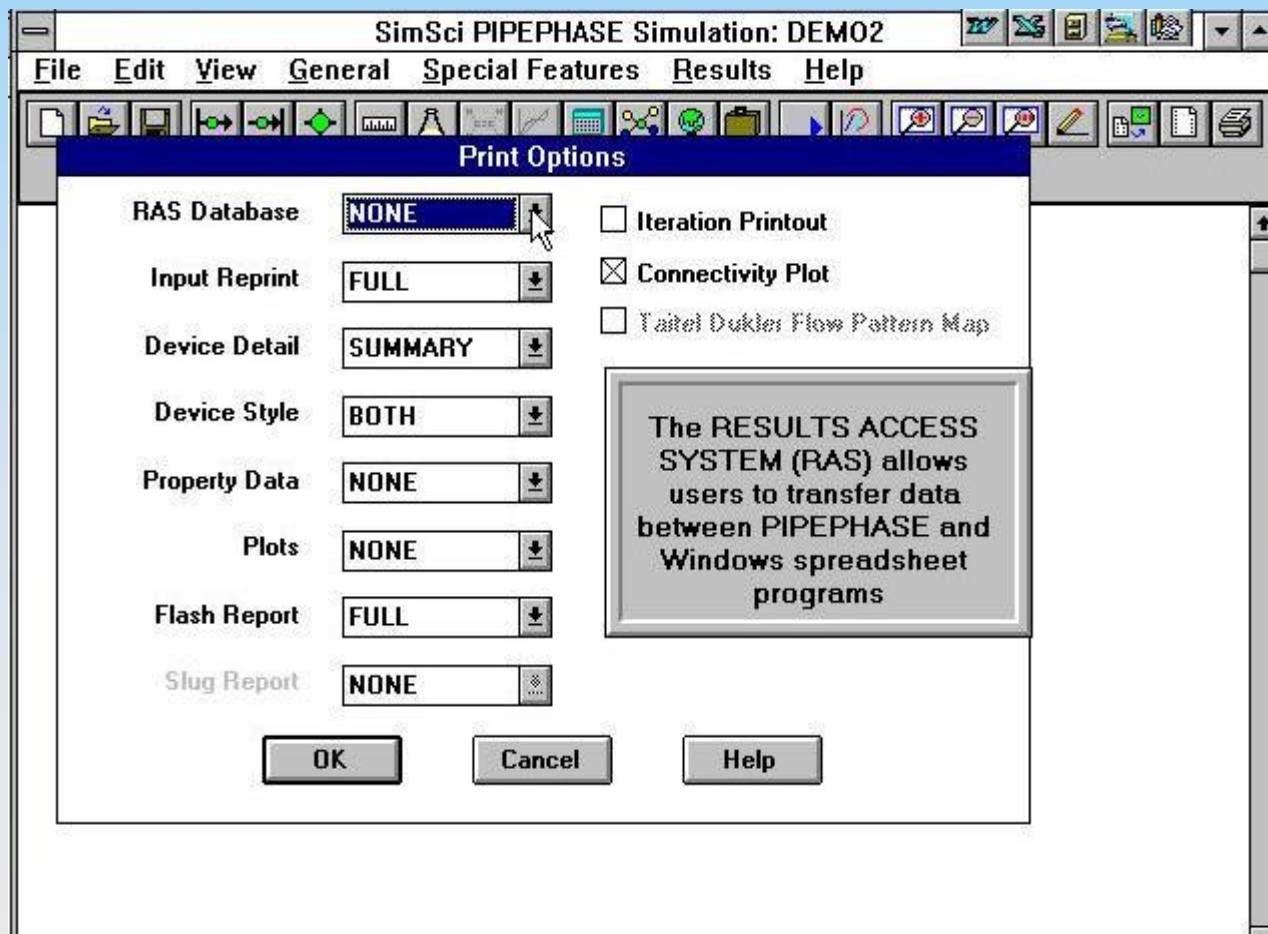 SimSci PIPEPHASE Simulation: DEMO2
File Edit View General Special Features Results Help
Print Options
RAS Database NONE
Iteration Printout
Input Reprint FULL
Connectivity Plot
Taitel Dukler Flow Pattern Map
Device Detail SUMMARY
Device Style BOTH
Property Data NONE
Plots NONE
Flash Report FULL
Slug Report NONE
The RESULTS ACCESS
SYSTEM (RAS) allows
users to transfer data
between PIPEPHASE and
Windows spreadsheet
programs
OK Cancel Help